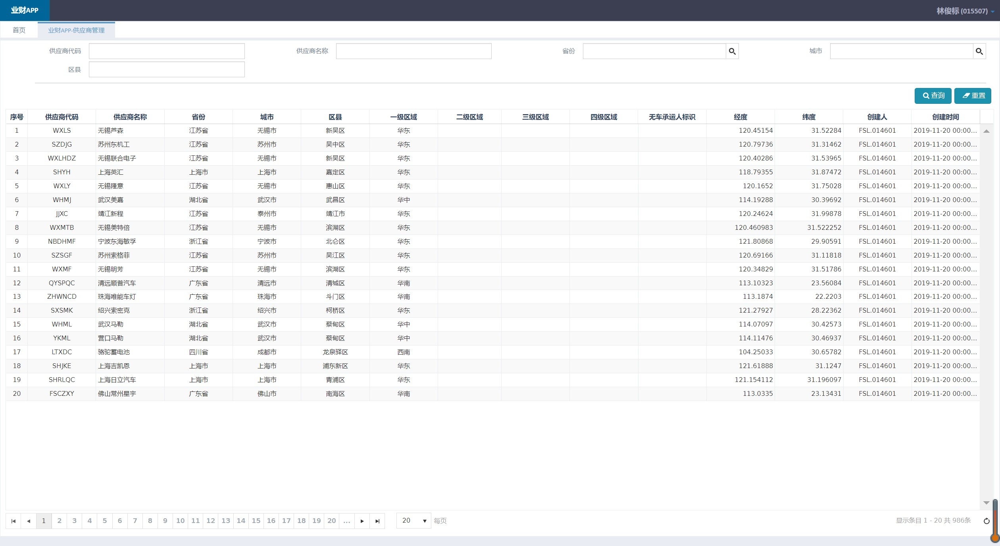 业财APP
林俊标 (015507)
首页 业财APP-供应商管理
供应商代码 供应商名称 省份 城市
区县
查询 重置
序号 供应商代码 供应商名称 省份 城市 区县 一级区域 二级区域 三级区域 四级区域 无车承运人标识 经度 纬度 创建人 创建时间
1 WXLS 无锡芦森 江苏省 无锡市 新吴区 华东 120.45154 31.52284 FSL.014601 2019-11-20 00:00...
2 SZDJG 苏州东机工 江苏省 苏州市 吴中区 华东 120.79736 31.31462 FSL.014601 2019-11-20 00:00...
3 WXLHDZ 无锡联合电子 江苏省 无锡市 新吴区 华东 120.40286 31.53965 FSL.014601 2019-11-20 00:00...
4 SHYH 上海英汇 上海市 上海市 嘉定区 华东 118.79355 31.87472 FSL.014601 2019-11-20 00:00...
5 WXLY 无锡隆意 江苏省 无锡市 惠山区 华东 120.1652 31.75028 FSL.014601 2019-11-20 00:00...
6 WHMJ 武汉美嘉 湖北省 武汉市 武昌区 华中 114.19288 30.39692 FSL.014601 2019-11-20 00:00...
7 JJXC 靖江新程 江苏省 泰州市 靖江市 华东 120.24624 31.99878 FSL.014601 2019-11-20 00:00...
8 WXMTB 无锡美特倍 江苏省 无锡市 滨湖区 华东 120.460983 31.522252 FSL.014601 2019-11-20 00:00...
9 NBDHMF 宁波东海敏孚 浙江省 宁波市 北仑区 华东 121.80868 29.90591 FSL.014601 2019-11-20 00:00...
10 SZSGF 苏州索格菲 江苏省 苏州市 吴江区 华东 120.69166 31.11818 FSL.014601 2019-11-20 00:00...
11 WXMF 无锡明芳 江苏省 无锡市 滨湖区 华东 120.34829 31.51786 FSL.014601 2019-11-20 00:00...
12 QYSPQC 清远顺普汽车 广东省 清远市 清城区 华南 113.10323 23.56084 FSL.014601 2019-11-20 00:00...
13 ZHWNCD 珠海唯能车灯 广东省 珠海市 斗门区 华南 113.1874 22.2203 FSL.014601 2019-11-20 00:00...
14 SXSMK 绍兴索密克 浙江省 绍兴市 柯桥区 华东 121.27927 28.22362 FSL.014601 2019-11-20 00:00...
15 WHML 武汉马勒 湖北省 武汉市 蔡甸区 华中 114.07097 30.42573 FSL.014601 2019-11-20 00:00...
16 YKML 营口马勒 湖北省 武汉市 蔡甸区 华中 114.11476 30.46937 FSL.014601 2019-11-20 00:00...
17 LTXDC 骆驼蓄电池 四川省 成都市 龙泉驿区 西南 104.25033 30.65782 FSL.014601 2019-11-20 00:00...
18 SHJKE 上海吉凯恩 上海市 上海市 浦东新区 华东 121.61888 31.1247 FSL.014601 2019-11-20 00:00...
19 SHRLQC 上海日立汽车 上海市 上海市 青浦区 华东 121.154112 31.196097 FSL.014601 2019-11-20 00:00...
20 FSCZXY 佛山常州星宇 广东省 佛山市 南海区 华南 113.0335 23.13431 FSL.014601 2019-11-20 00:00...
1 2 3 4 5 6 7 8 9 10 11 12 13 14 15 16 17 18 19 20 ... 20 每页 显示条目 1 - 20 共 986条